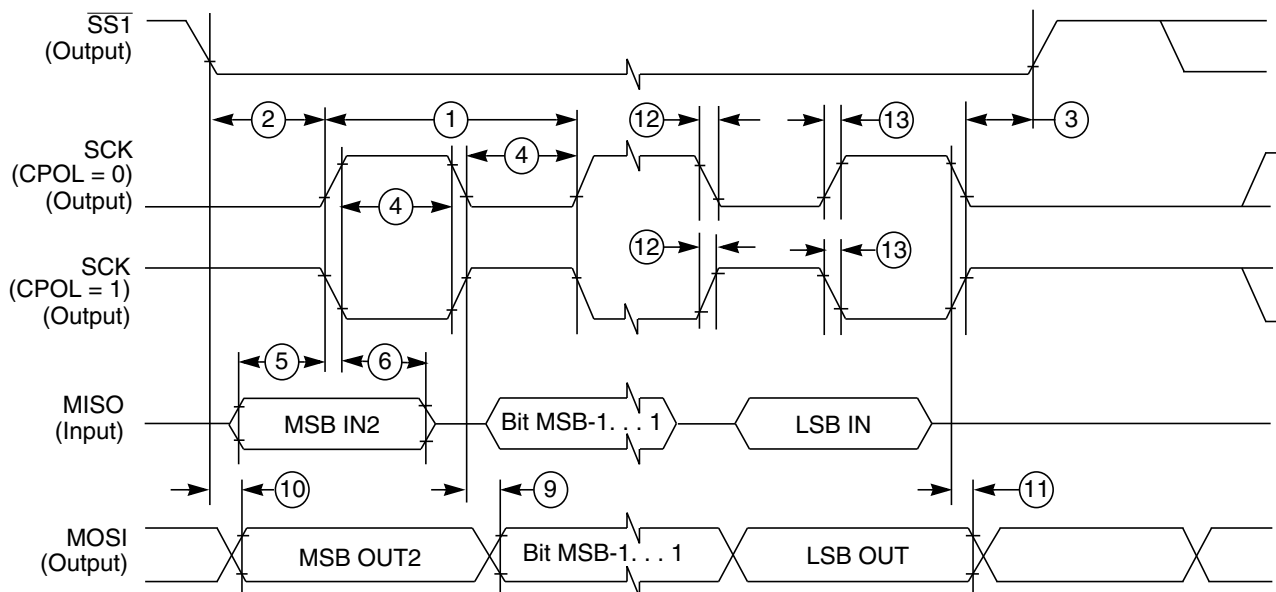 SS1
(Output)
2
1
12
13
3
SCK
(CPOL = 0)
(Output)
4
4
12
13
SCK
(CPOL = 1)
(Output)
5
6
MISO
(Input)
MSB IN2
Bit MSB-1. . . 1
LSB IN
10
9
11
MOSI
(Output)
MSB OUT2
Bit MSB-1. . . 1
LSB OUT